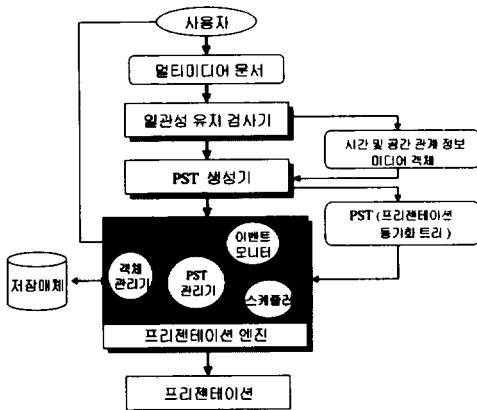 사용자
멀티미디어 문서
일관성 유지 검사기
시간 및 공간 관계 정보
미디어 객체
PST 생성기
PST (프리젠테이션
동기화 트리)
이벤트
모니터
객체
관리기
PST
관리기
스케쥴러
저장매체
프리젠테이션 엔진
프리젠테이션